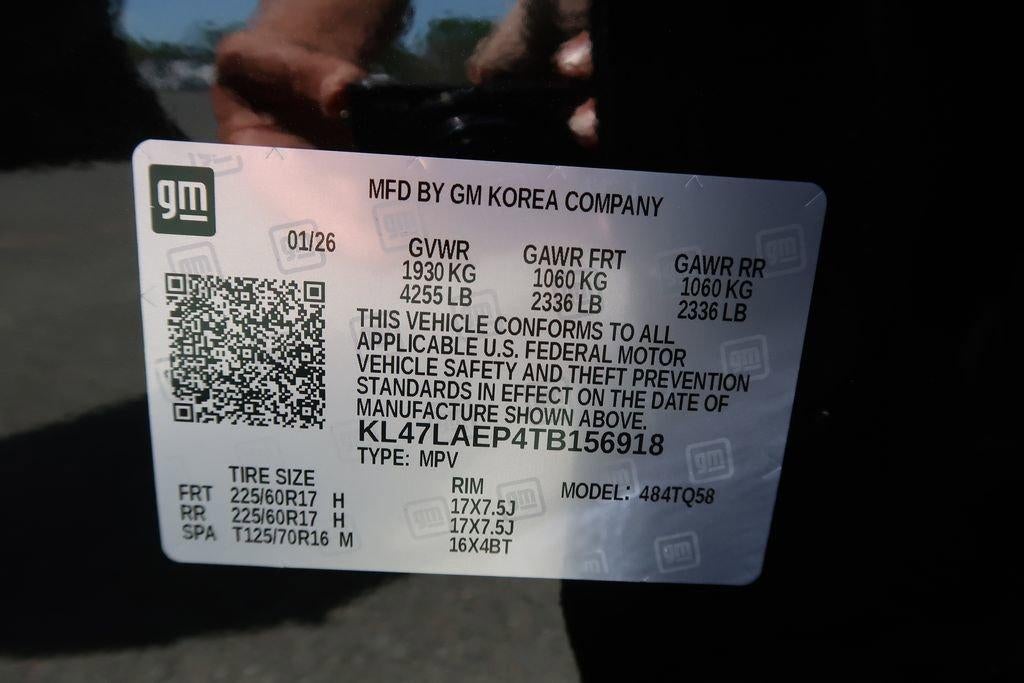 gm
MFD BY GM KOREA COMPANY
01/26
GVWR GAWR FRT GAWR RR
1930 KG 1060 KG 1060 KG
4255 LB 2336 LB 2336 LB
THIS VEHICLE CONFORMS TO ALL
APPLICABLE U.S. FEDERAL MOTOR
VEHICLE SAFETY AND THEFT PREVENTION
STANDARDS IN EFFECT ON THE DATE OF
MANUFACTURE SHOWN ABOVE.
KL47LAEP4TB156918
TYPE: MPV
TIRE SIZE RIM MODEL: 484TQ58
FRT 225/60R17 H 17X7.5J
RR 225/60R17 H 17X7.5J
SPA T125/70R16 M 16X4BT